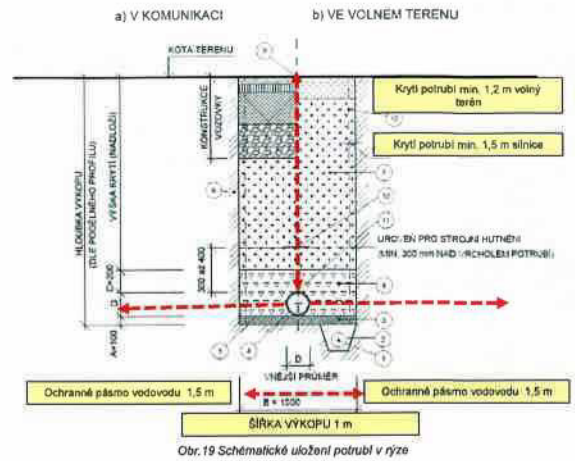 a) V KOMUNIKACI
b) VE VOLNEM TERENU
KOTA TERENU
Krytí potrubí min. 1,2 m volný
terén
Krytí potrubí min. 1,5 m silnice
KONSTRUKCE
VOZOVKY
HLOUBKA VÝKOPU
(DLE PODÉLNÉHO PROFILU)
VÝŠKA KRYTÍ (NADLOŽÍ)
300 až 400
C=300
D
A=100
ÚROVEŇ PRO STROJNÍ HUTNĚNÍ
(MIN. 300 mm NAD VRCHOLEM POTRUBÍ)
D
VNĚJŠÍ PRŮMĚR
Ochranné pásmo vodovodu 1,5 m
Ochranné pásmo vodovodu 1,5 m
ŠÍŘKA VÝKOPU 1 m
Obr.19 Schématické uložení potrubí v rýze